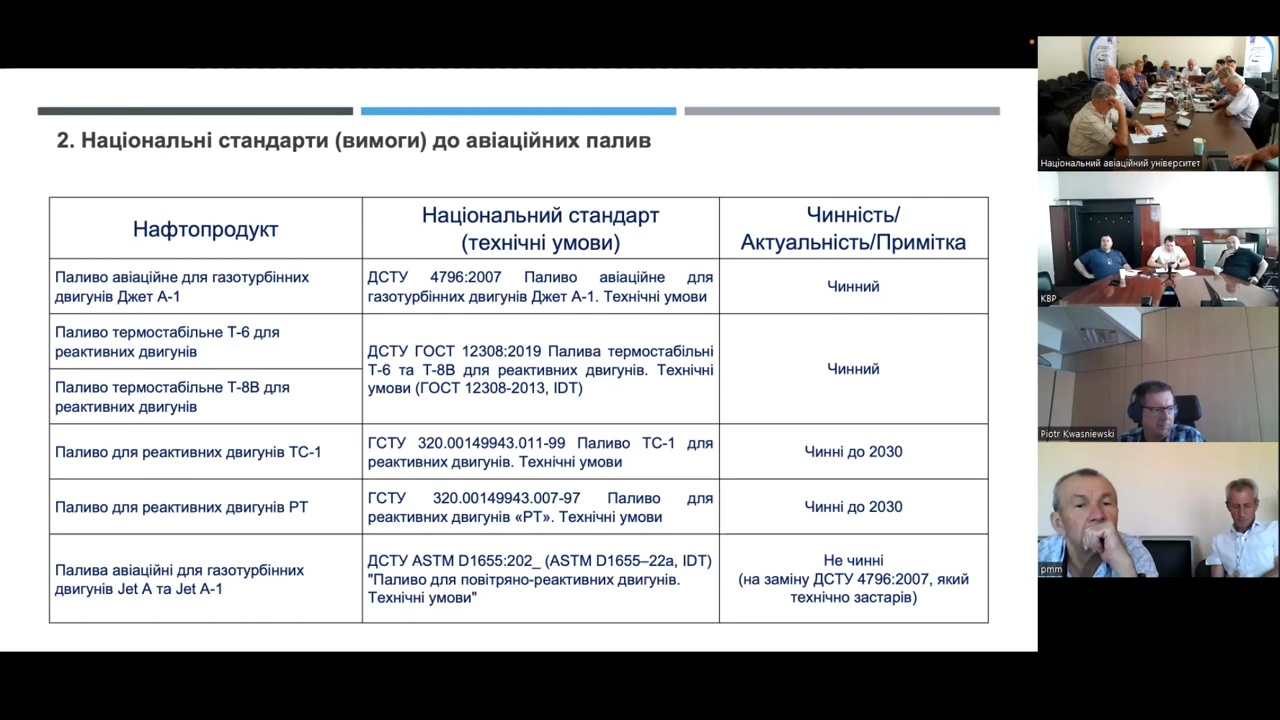 2. Національні стандарти (вимоги) до авіаційних палив
Нафтопродукт
Національний стандарт
(технічні умови)
Чинність/
Актуальність/Примітка
Паливо авіаційне для газотурбінних
двигунів Джет А-1
ДСТУ 4796:2007 Паливо авіаційне для
газотурбінних двигунів Джет А-1. Технічні умови
Чинний
Паливо термостабільне Т-6 для
реактивних двигунів
Паливо термостабільне Т-8В для
реактивних двигунів
ДСТУ ГОСТ 12308:2019 Палива термостабільні
Т-6 та Т-8В для реактивних двигунів. Технічні
умови (ГОСТ 12308-2013, IDT)
Чинний
Паливо для реактивних двигунів ТС-1
ГСТУ 320.00149943.011-99 Паливо ТС-1 для
реактивних двигунів. Технічні умови
Чинні до 2030
Паливо для реактивних двигунів РТ
ГСТУ 320.00149943.007-97 Паливо для
реактивних двигунів «РТ». Технічні умови
Чинні до 2030
Палива авіаційні для газотурбінних
двигунів Jet A та Jet A-1
ДСТУ ASTM D1655:202_ (ASTM D1655–22a, IDT)
"Паливо для повітряно-реактивних двигунів.
Технічні умови"
Не чинні
(на заміну ДСТУ 4796:2007, який
технічно застарів)
Національний авіаційний університет
КВР
Piotr Kwasniewski
pmm